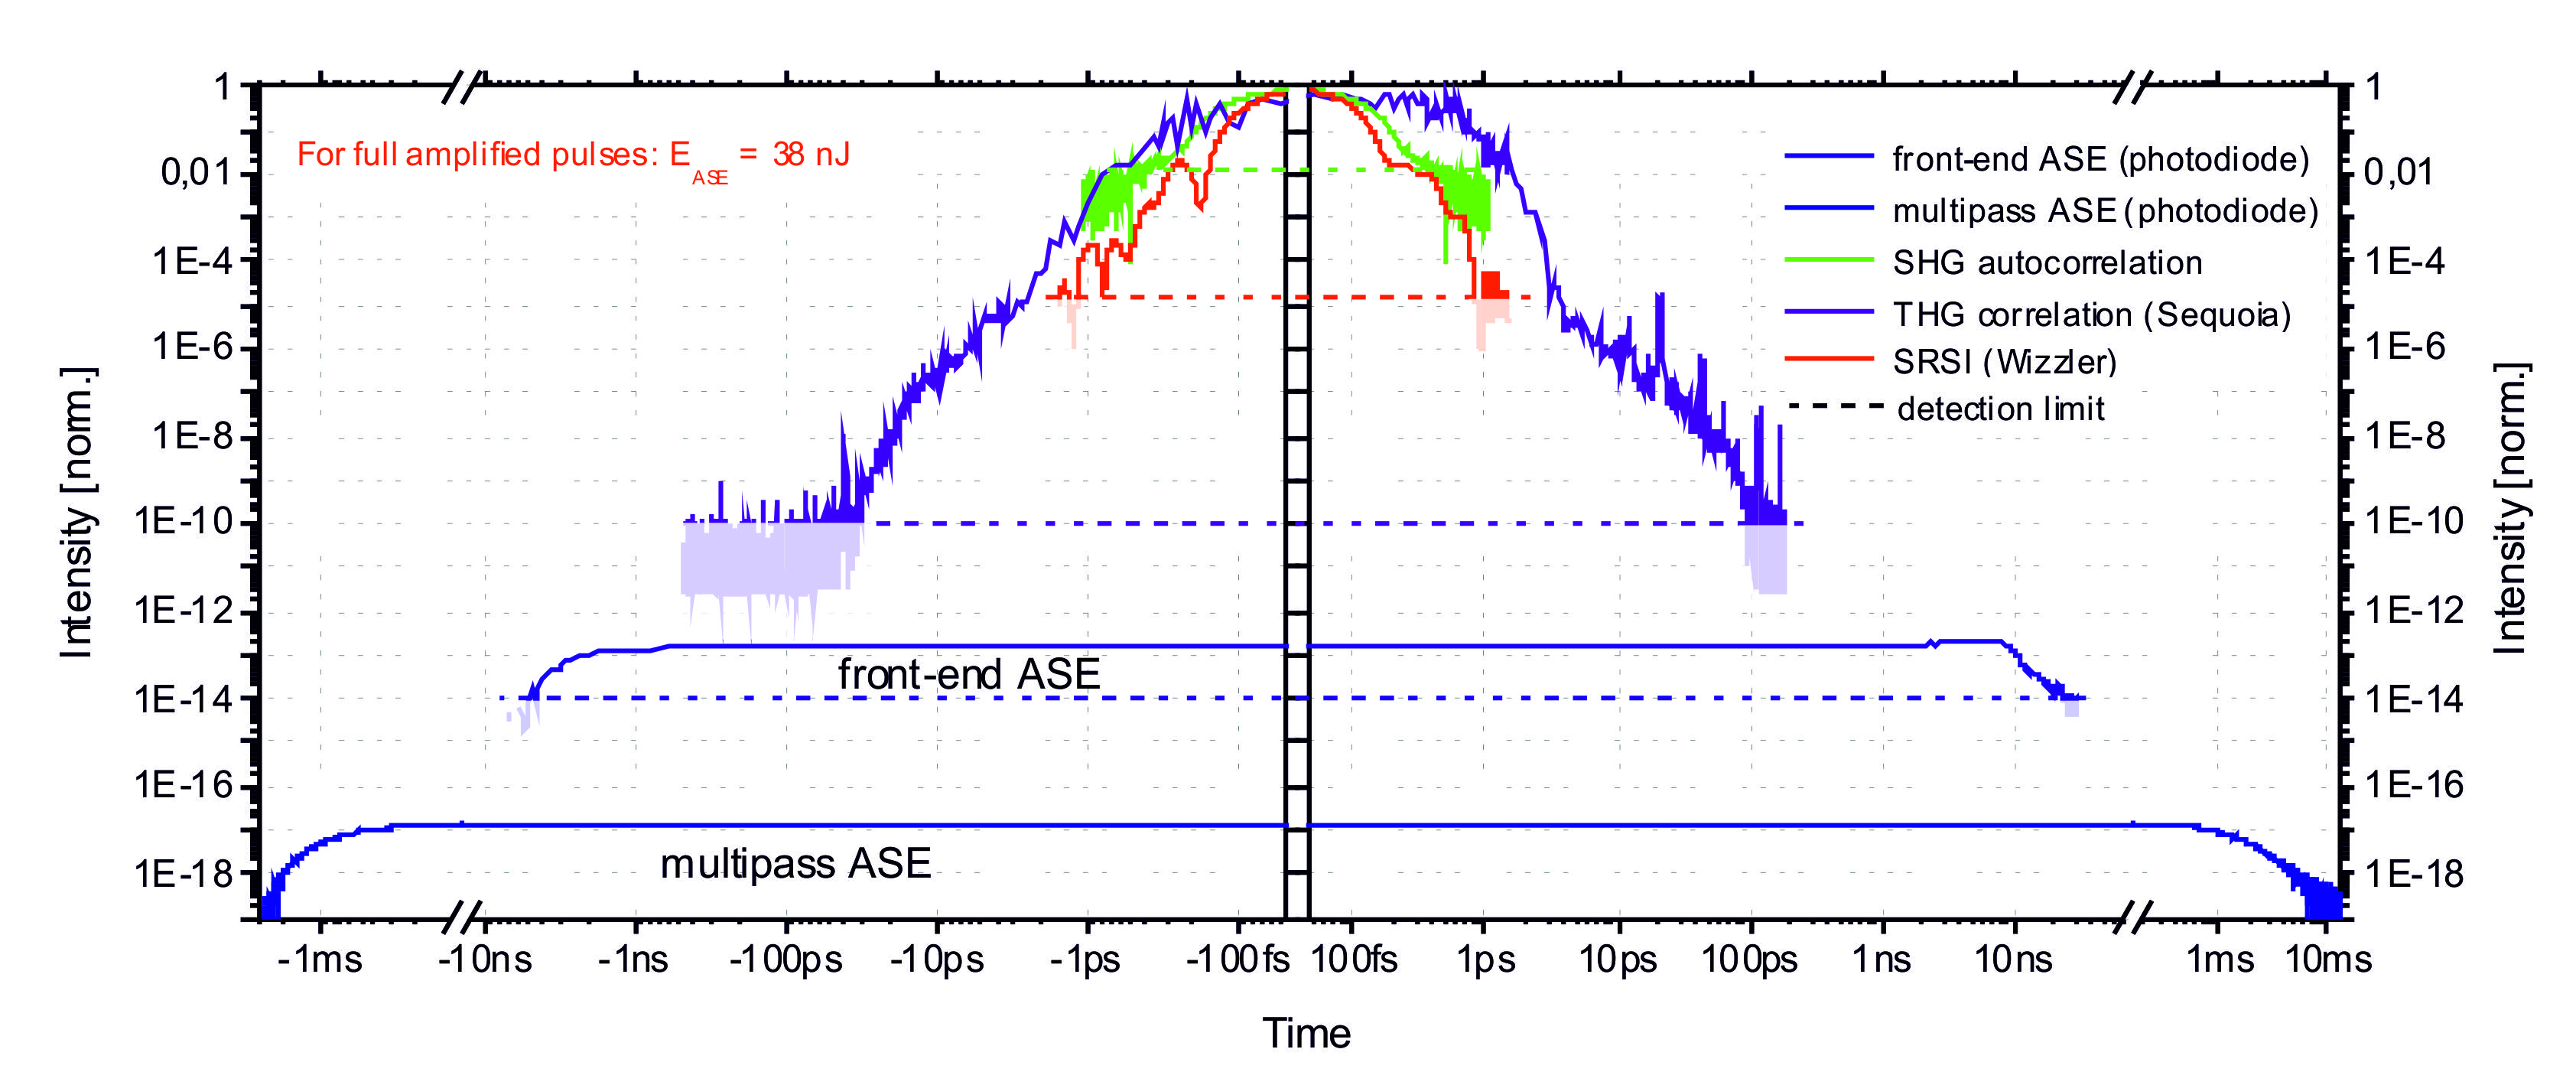 For full amplified pulses: E_ASE = 38 nJ
front-end ASE (photodiode)
multipass ASE (photodiode)
SHG autocorrelation
THG correlation (Sequoia)
SRSI (Wizzler)
detection limit
1
0,01
1E-4
1E-6
1E-8
1E-10
1E-12
1E-14
1E-16
1E-18
Intensity [norm.]
front-end ASE
multipass ASE
1
0,01
1E-4
1E-6
1E-8
1E-10
1E-12
1E-14
1E-16
1E-18
Intensity [norm.]
-1ms -10ns -1ns -100ps -10ps -1ps -100fs 100fs 1ps 10ps 100ps 1ns 10ns 1ms 10ms
Time